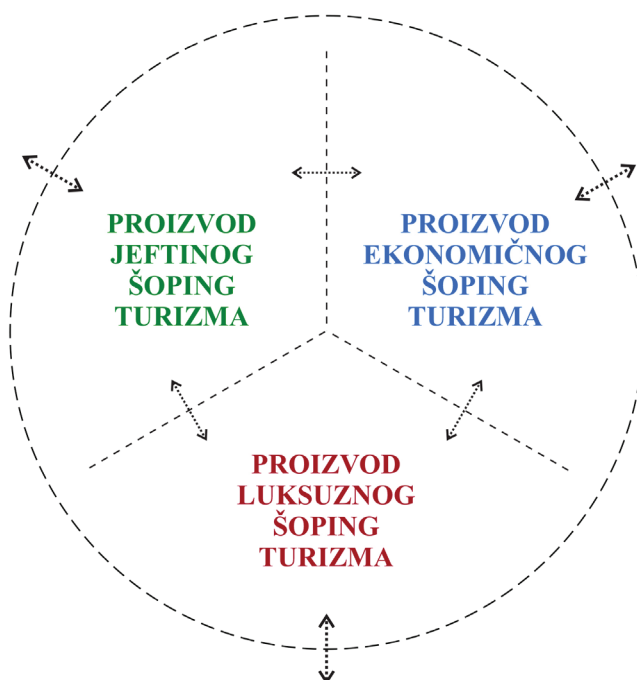 PROIZVOD
JEFTINOG
ŠOPING
TURIZMA
PROIZVOD
EKONOMIČNOG
ŠOPING
TURIZMA
PROIZVOD
LUKSUZNOG
ŠOPING
TURIZMA